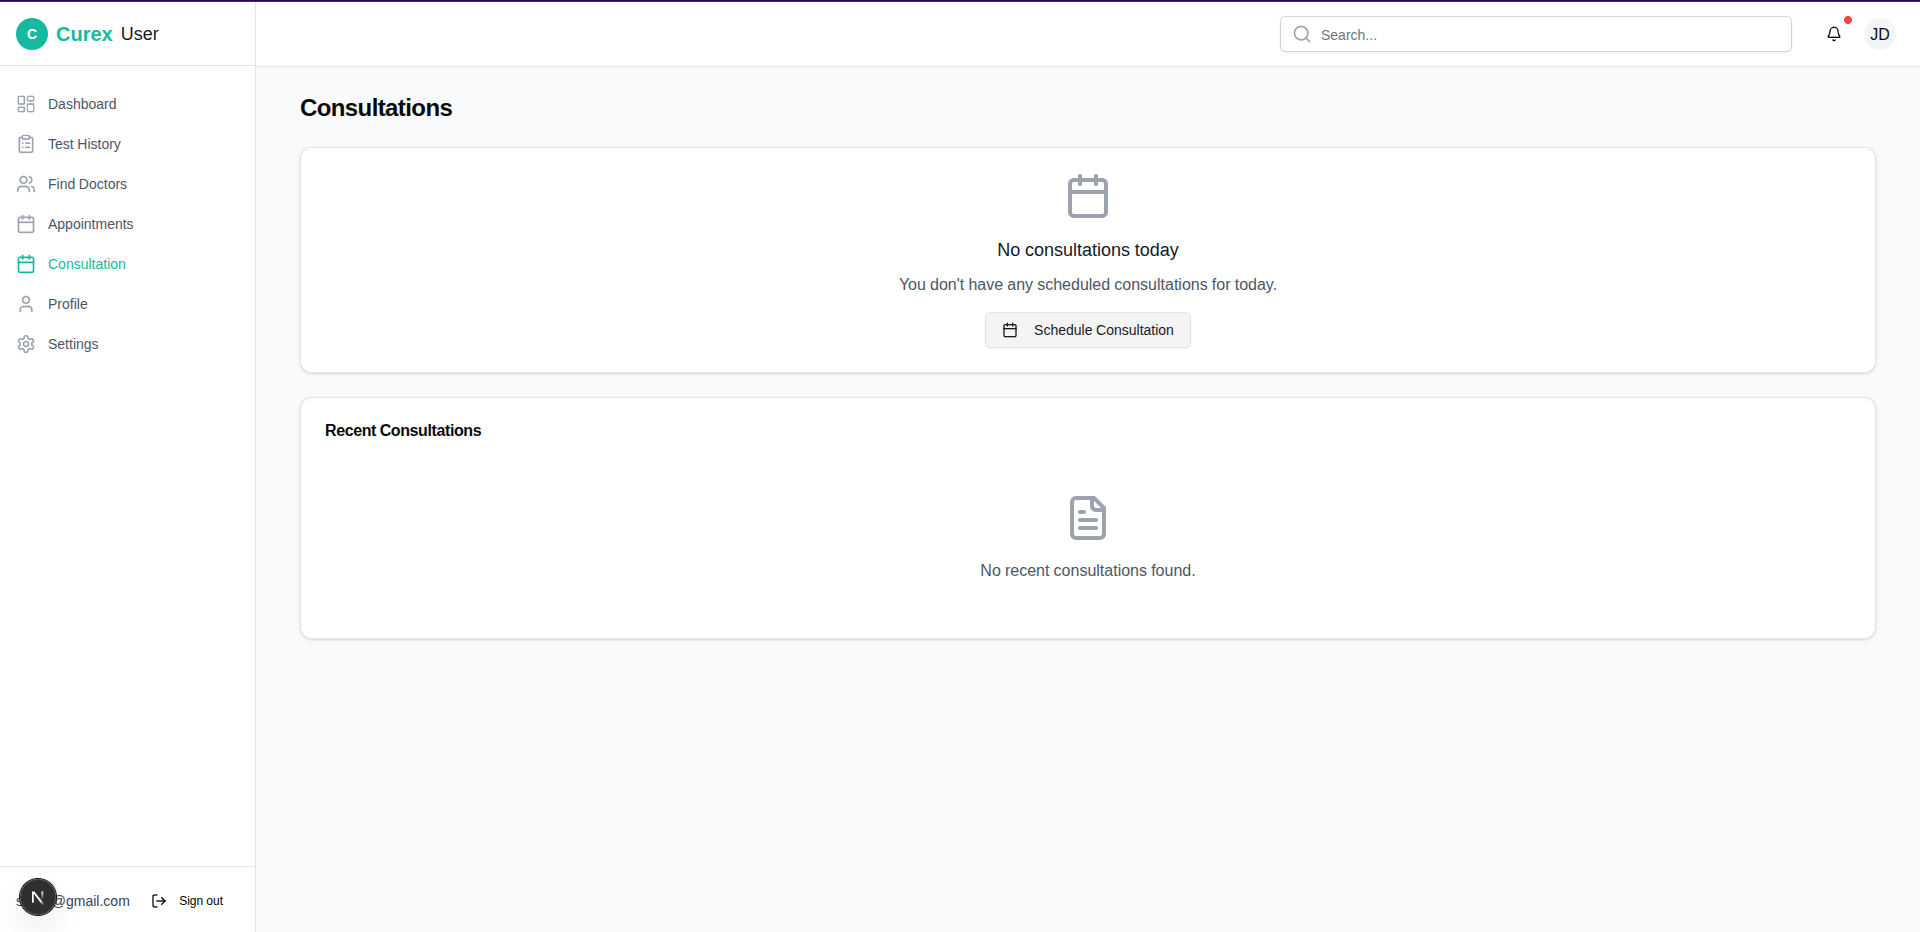 C Curex User
Search...
JD
Dashboard
Test History
Find Doctors
Appointments
Consultation
Profile
Settings
Consultations
No consultations today
You don't have any scheduled consultations for today.
Schedule Consultation
Recent Consultations
No recent consultations found.
N
@gmail.com
Sign out